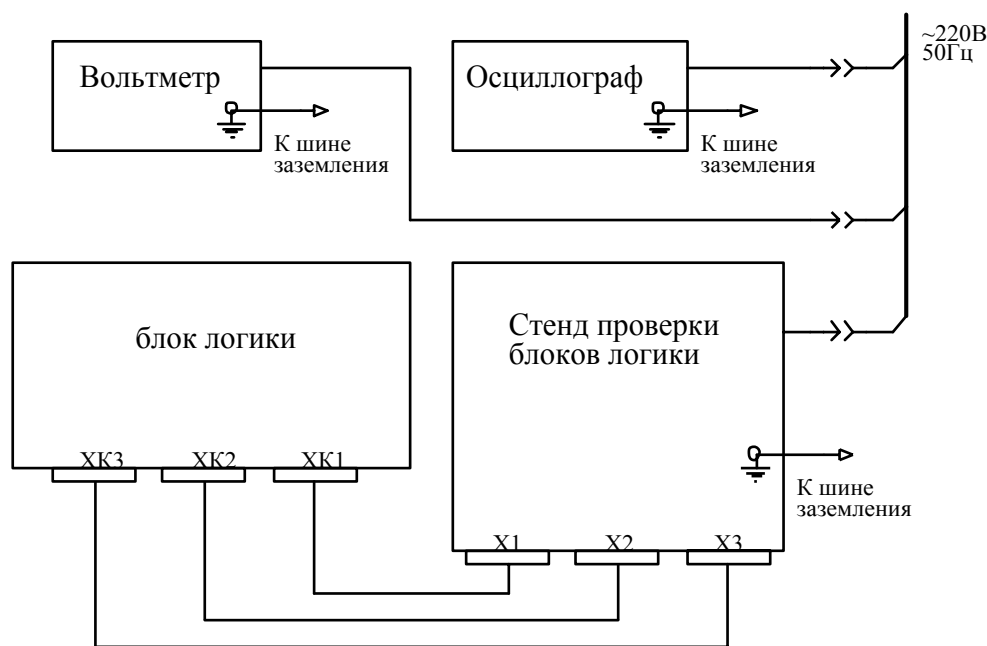 ~220В
50Гц
Вольтметр
К шине
заземления
Осциллограф
К шине
заземления
блок логики
ХК3
ХК2
ХК1
Стенд проверки
блоков логики
К шине
заземления
Х1
Х2
Х3